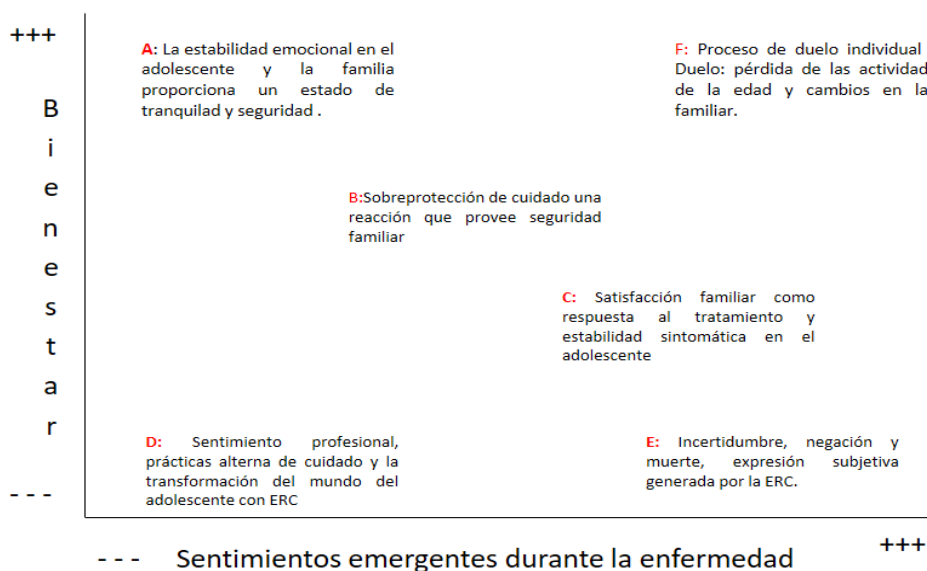 +++
A: La estabilidad emocional en el
adolescente y la familia
proporciona un estado de
tranquilad y seguridad .
F: Proceso de duelo individual
Duelo: pérdida de las actividad
de la edad y cambios en la
familiar.
Bienestar
B:Sobreprotección de cuidado una
reacción que provee seguridad
familiar
C: Satisfacción familiar como
respuesta al tratamiento y
estabilidad sintomática en el
adolescente
D: Sentimiento profesional,
prácticas alterna de cuidado y la
transformación del mundo del
adolescente con ERC
E: Incertidumbre, negación y
muerte, expresión subjetiva
generada por la ERC.
- - -
- - - Sentimientos emergentes durante la enfermedad +++